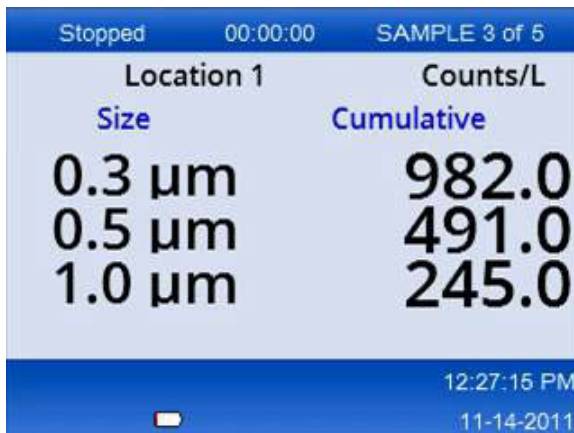 Stopped 00:00:00 SAMPLE 3 of 5
Location 1 Counts/L
Size Cumulative
0.3 µm 982.0
0.5 µm 491.0
1.0 µm 245.0
12:27:15 PM
11-14-2011